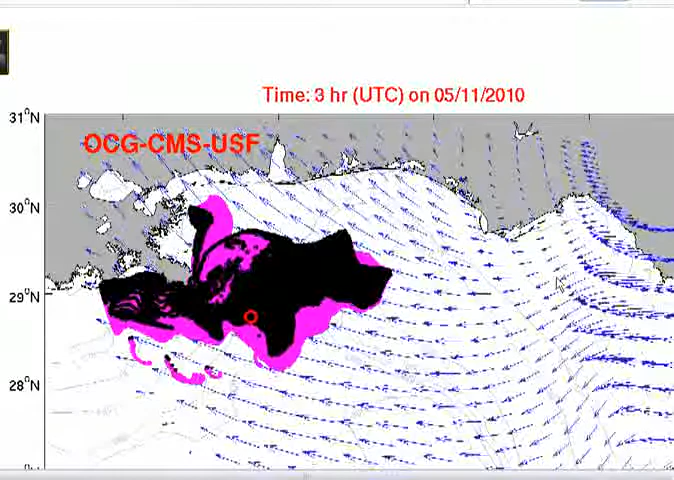 Time: 3 hr (UTC) on 05/11/2010
31°N
OCG-CMS-USF
30°N
29°N
28°N